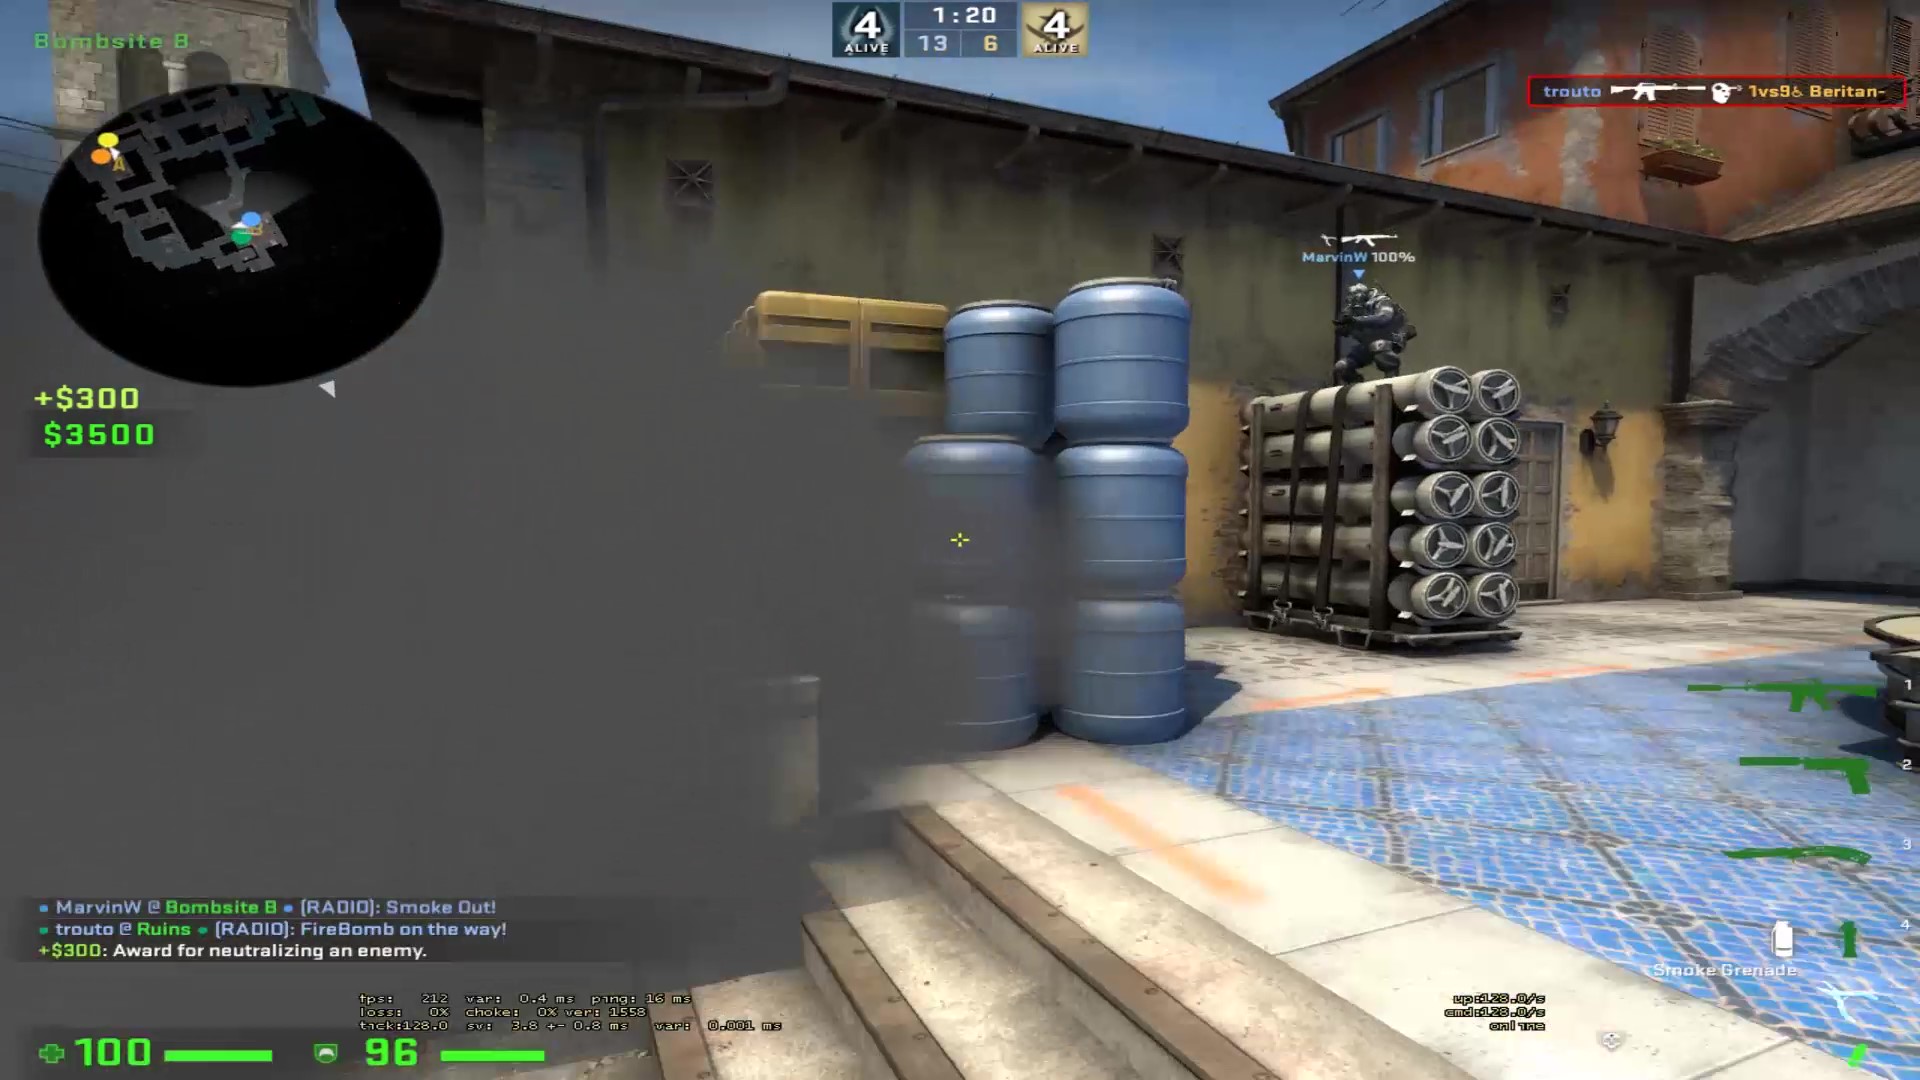 Bombsite B
4
ALIVE
1:20
13 6
4
ALIVE
trouto 1vs9♿ Beritan-
A
MarvinW 100%
+$300
$3500
1
2
3
4
Smoke Grenade
• MarvinW @ Bombsite B • (RADIO): Smoke Out!
• trouto @ Ruins • (RADIO): FireBomb on the way!
+$300: Award for neutralizing an enemy.
fps: 212 var: 0.4 ms ping: 16 ms
loss: 0% choke: 0% ver: 1558
tick:128.0 sv: 3.8 +- 0.8 ms var: 0.001 ms
up:128.0/s
cmd:128.0/s
online
100 96